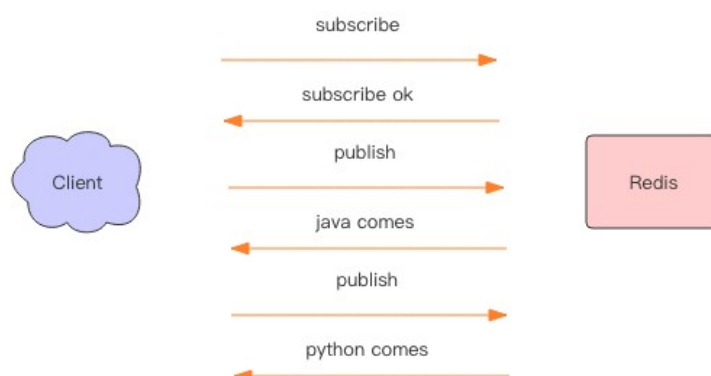 subscribe
subscribe ok
publish
Client
Redis
java comes
publish
python comes